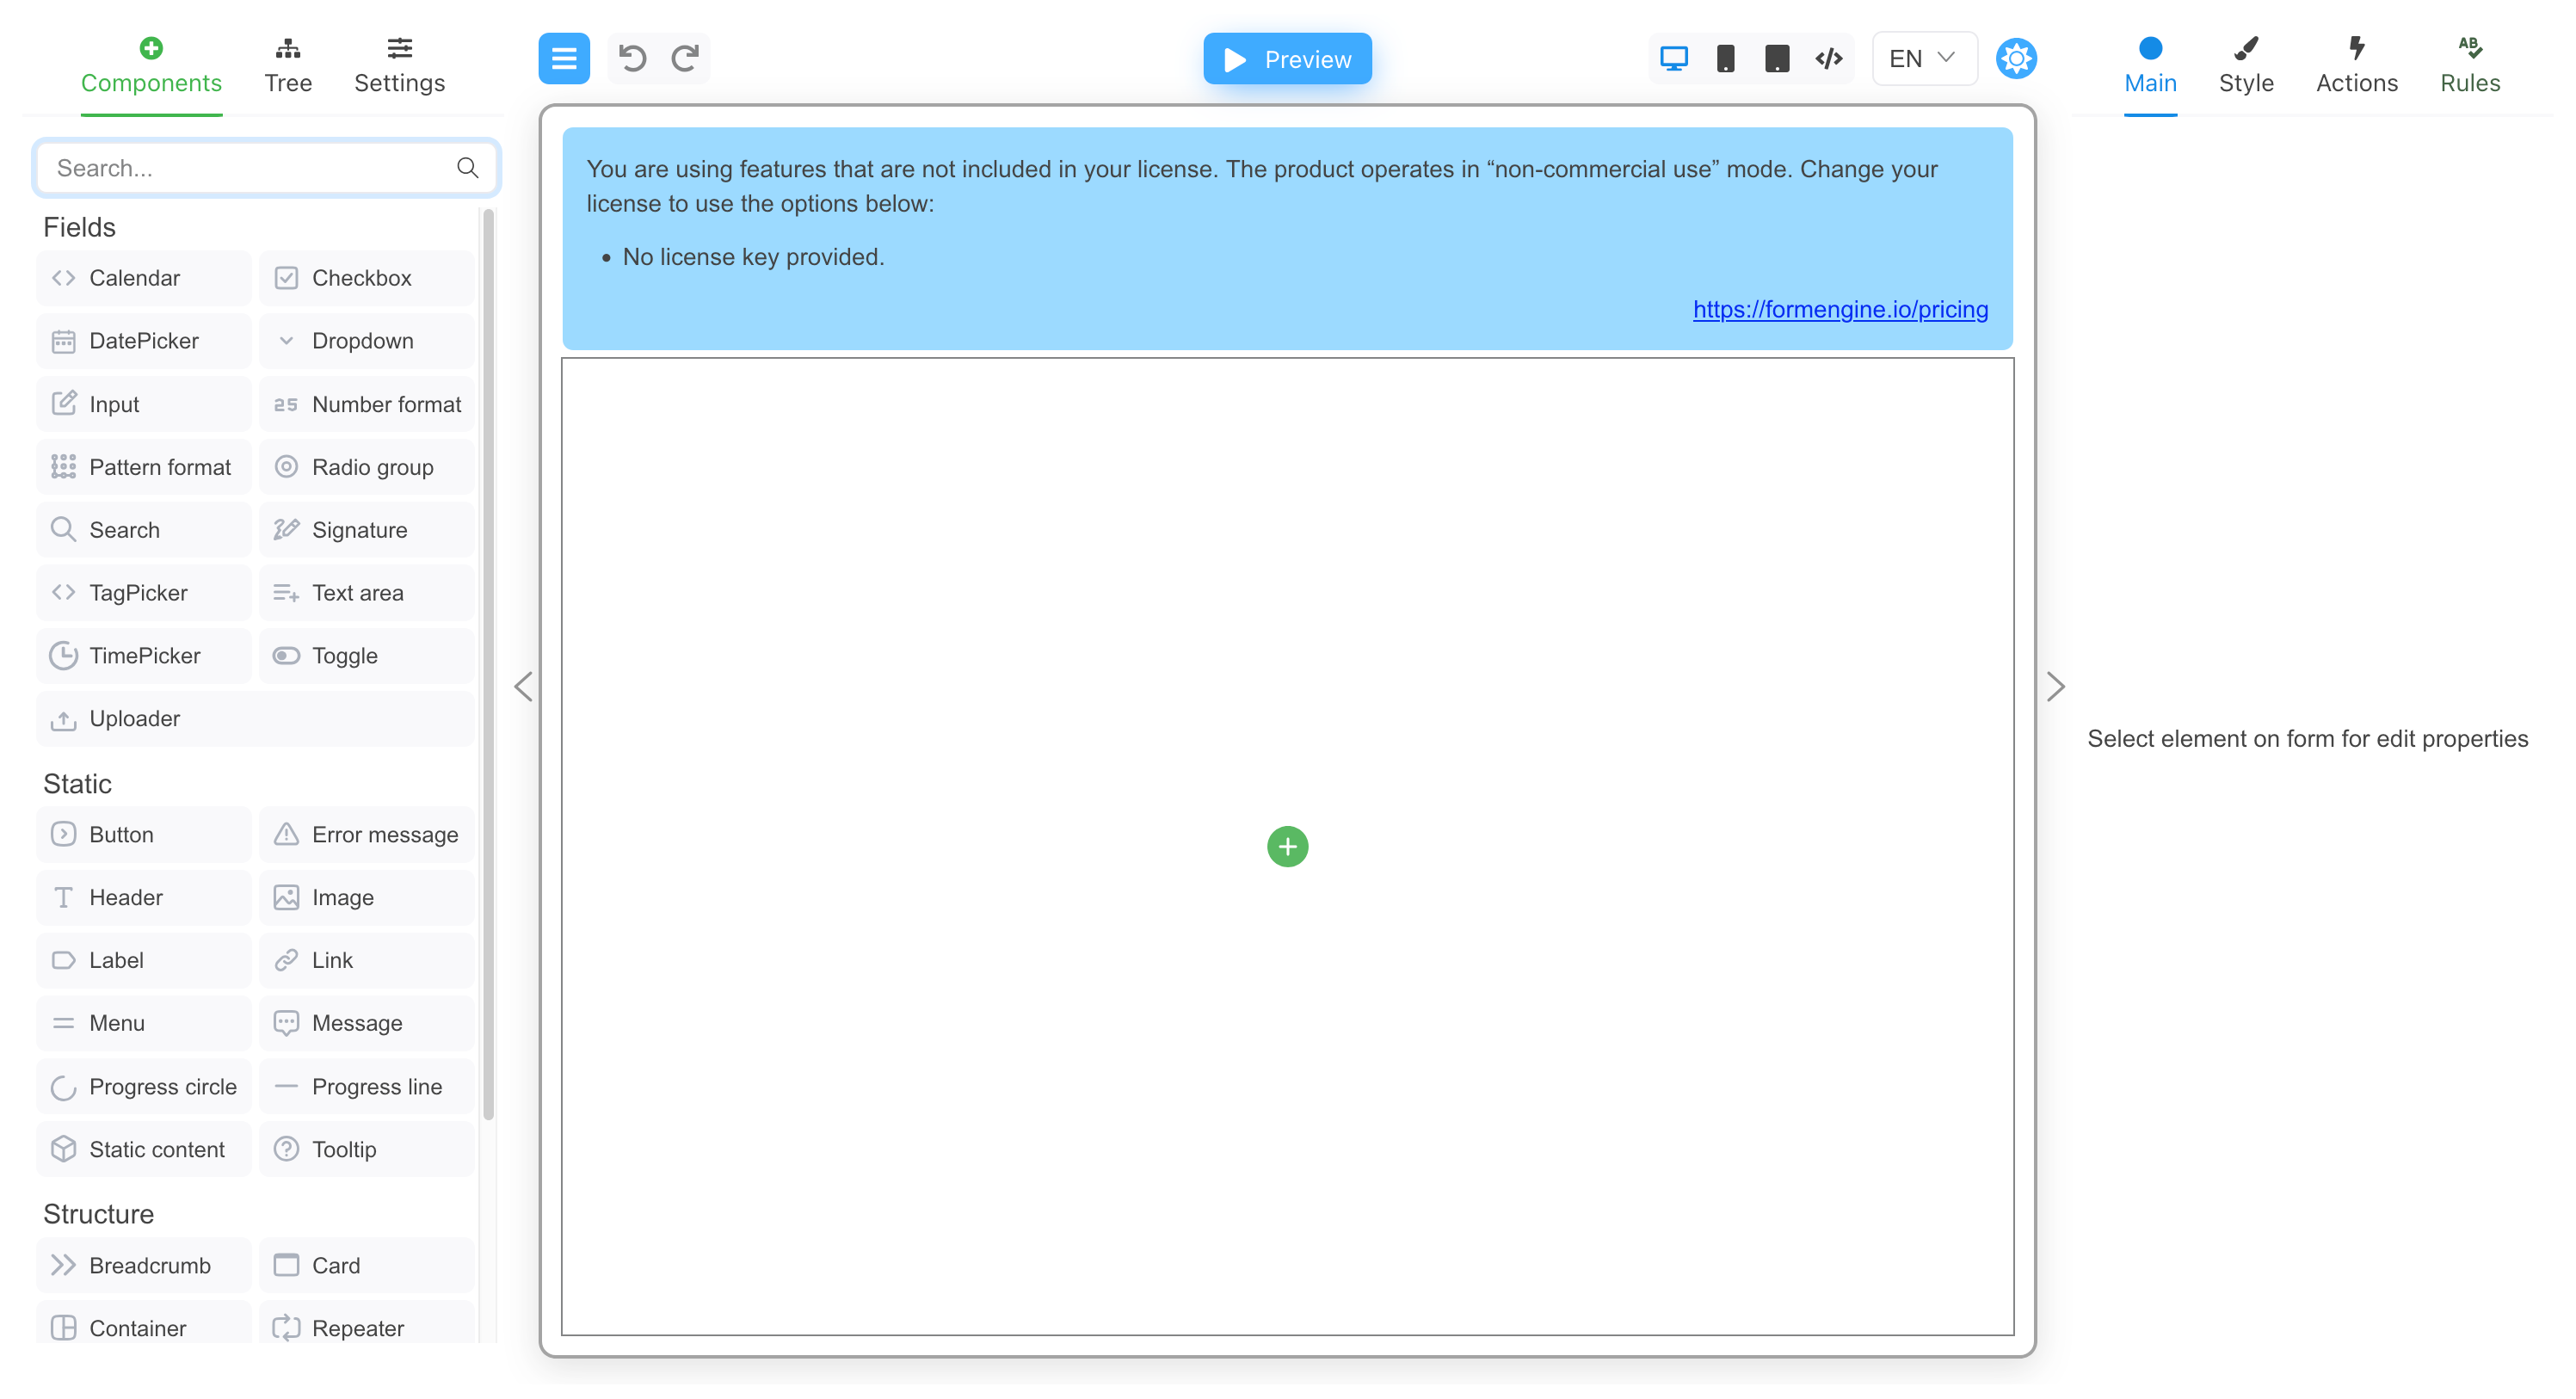 Components
Tree
Settings
Preview
EN
Main
Style
Actions
AB
Rules
Search...
Fields
Calendar
Checkbox
DatePicker
Dropdown
Input
25
Number format
Pattern format
Radio group
Search
Signature
TagPicker
Text area
TimePicker
Toggle
Uploader
Static
Button
Error message
Header
Image
Label
Link
Menu
Message
Progress circle
Progress line
Static content
Tooltip
Structure
Breadcrumb
Card
Container
Repeater
You are using features that are not included in your license. The product operates in “non-commercial use” mode. Change your
license to use the options below:
• No license key provided.
https://formengine.io/pricing
Select element on form for edit properties